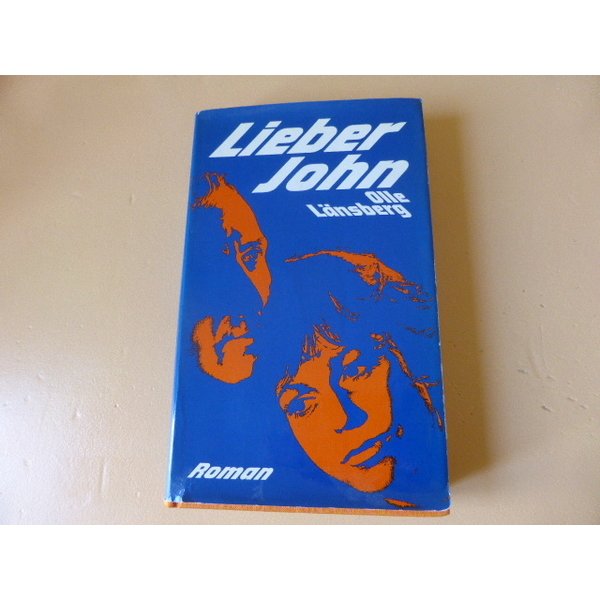 Lieber
John
Olle
Länsberg
Roman